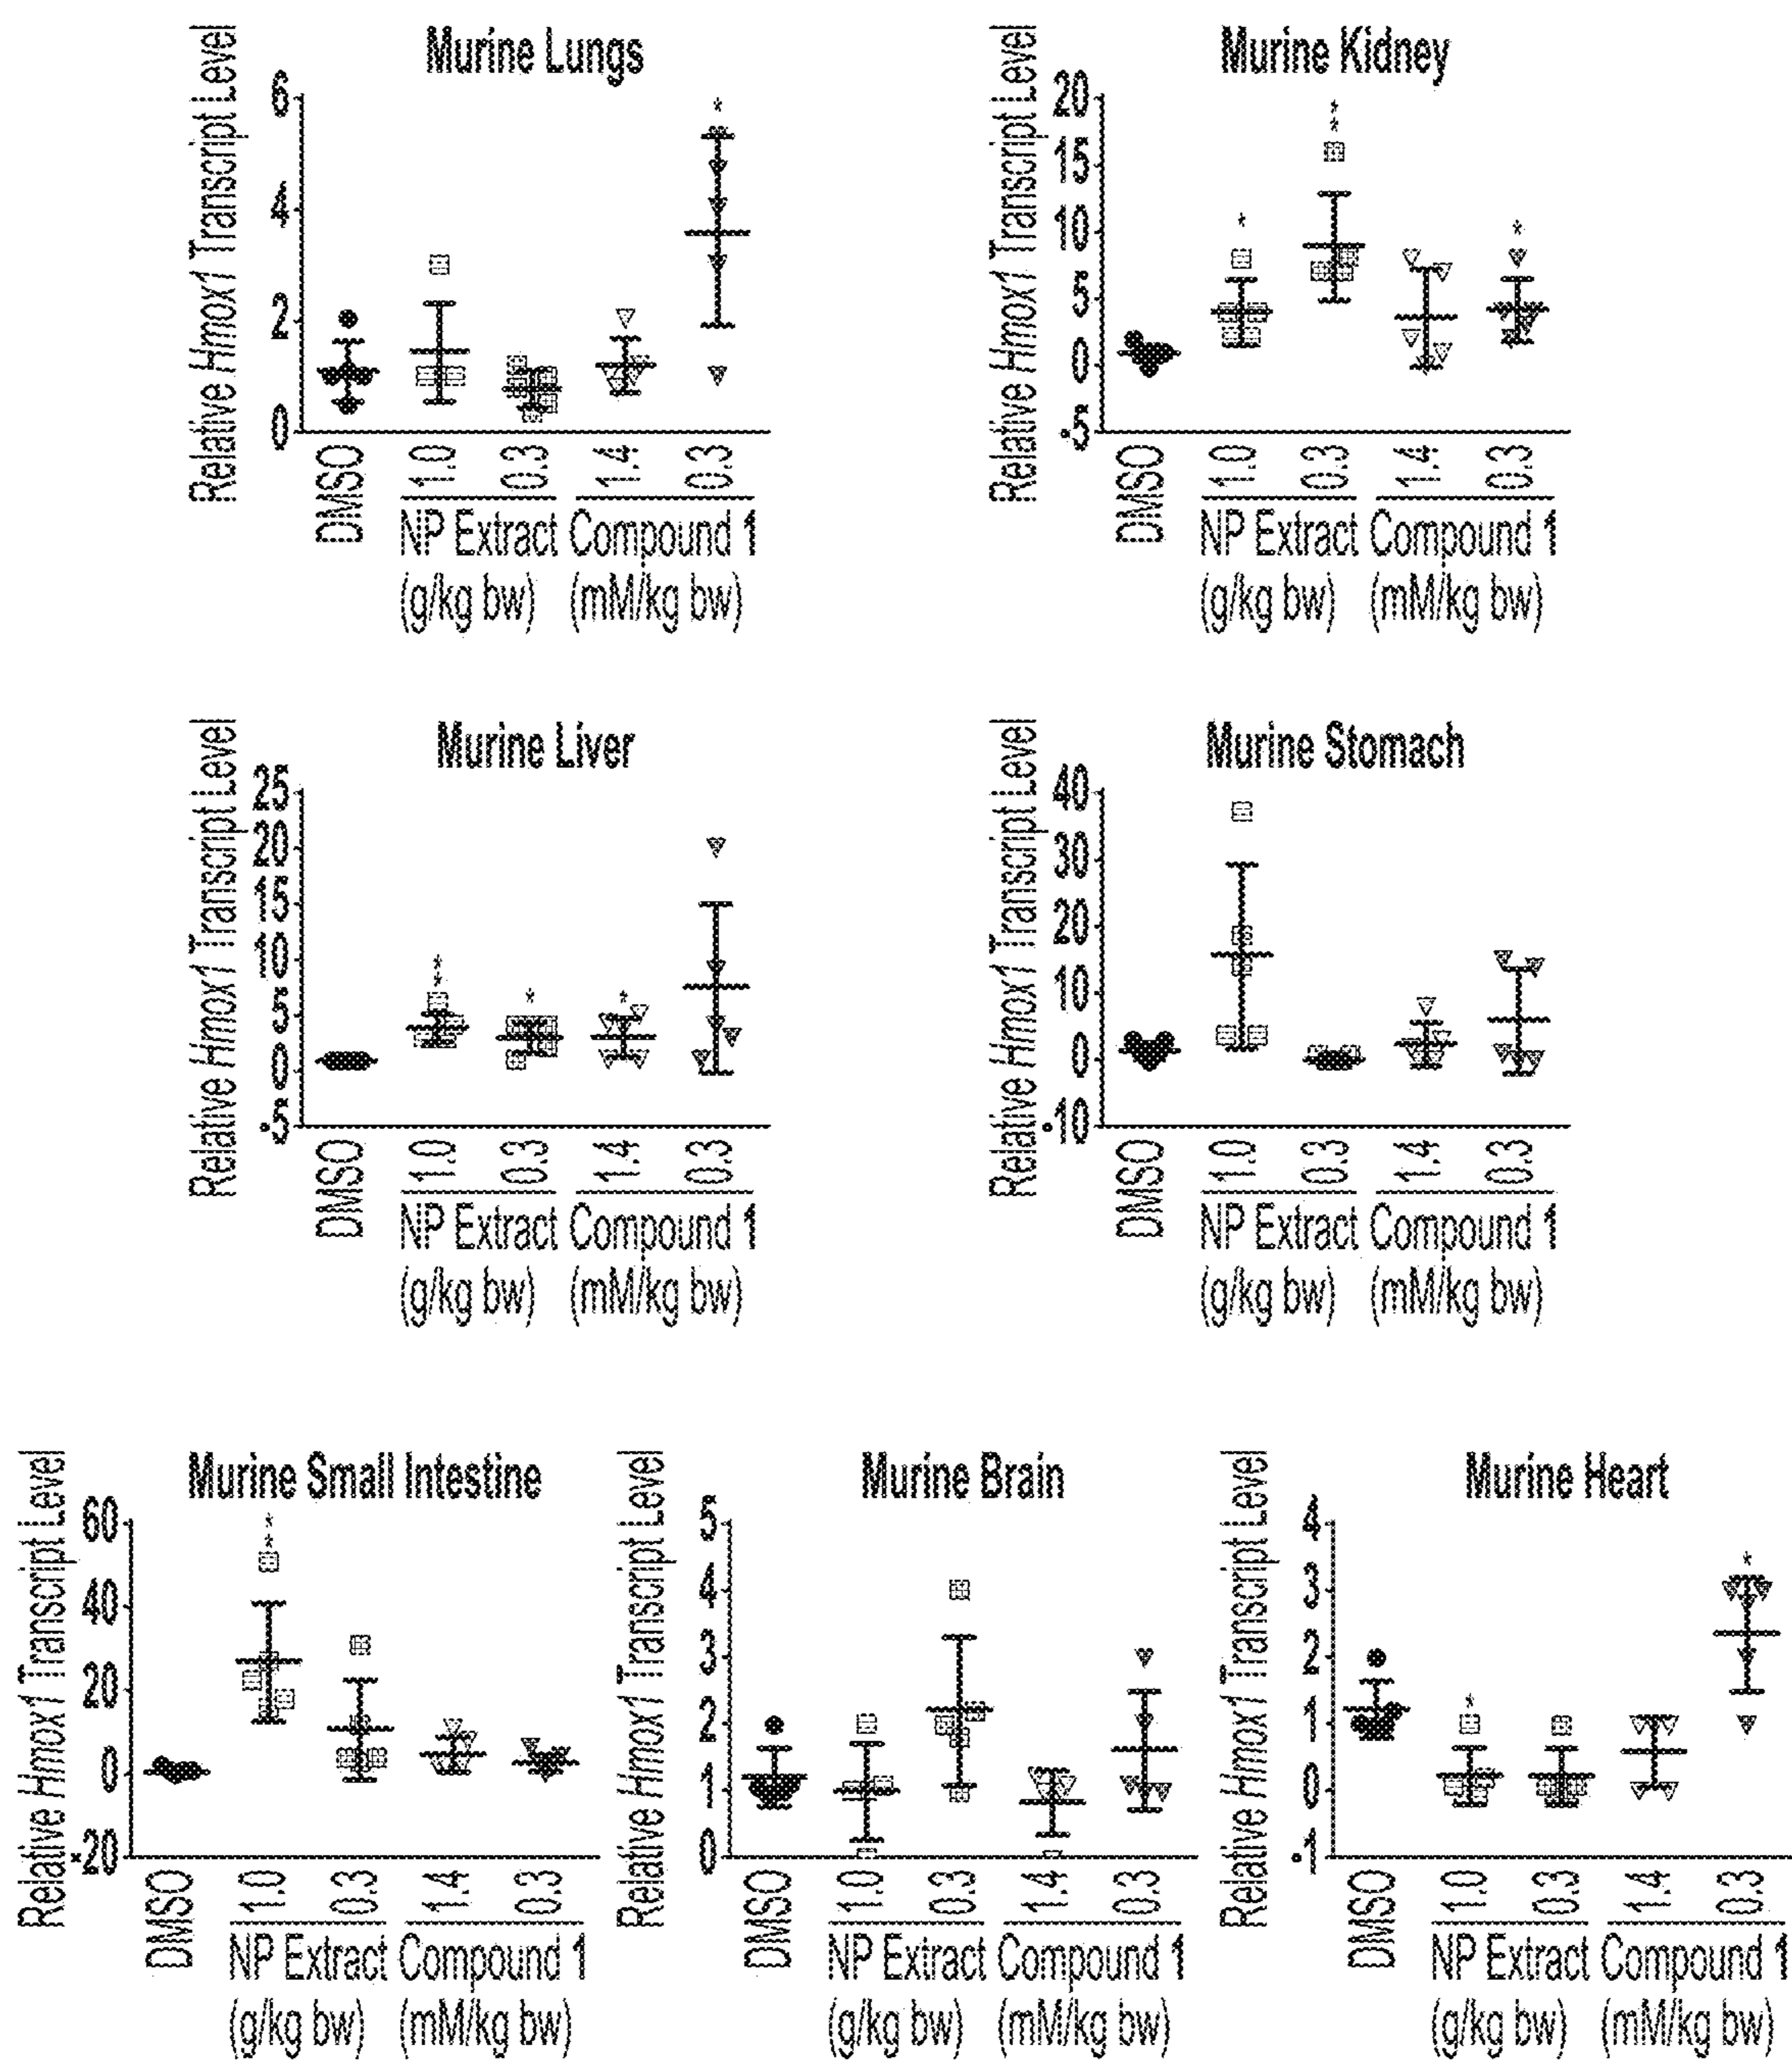 Murine Lungs
Relative Hmox1 Transcript Level
6
4
2
0
DMSO
1.0
0.3
1.4
0.3
NP Extract
(g/kg bw)
Compound 1
(mM/kg bw)
*
Murine Kidney
Relative Hmox1 Transcript Level
20
15
10
5
0
-5
DMSO
1.0
0.3
1.4
0.3
NP Extract
(g/kg bw)
Compound 1
(mM/kg bw)
*
*
*
*
Murine Liver
Relative Hmox1 Transcript Level
25
20
15
10
5
0
-5
DMSO
1.0
0.3
1.4
0.3
NP Extract
(g/kg bw)
Compound 1
(mM/kg bw)
*
*
*
*
Murine Stomach
Relative Hmox1 Transcript Level
40
30
20
10
0
-10
DMSO
1.0
0.3
1.4
0.3
NP Extract
(g/kg bw)
Compound 1
(mM/kg bw)
Murine Small Intestine
Relative Hmox1 Transcript Level
60
40
20
0
-20
DMSO
1.0
0.3
1.4
0.3
NP Extract
(g/kg bw)
Compound 1
(mM/kg bw)
*
*
Murine Brain
Relative Hmox1 Transcript Level
5
4
3
2
1
0
DMSO
1.0
0.3
1.4
0.3
NP Extract
(g/kg bw)
Compound 1
(mM/kg bw)
Murine Heart
Relative Hmox1 Transcript Level
4
3
2
1
0
-1
DMSO
1.0
0.3
1.4
0.3
NP Extract
(g/kg bw)
Compound 1
(mM/kg bw)
*
*